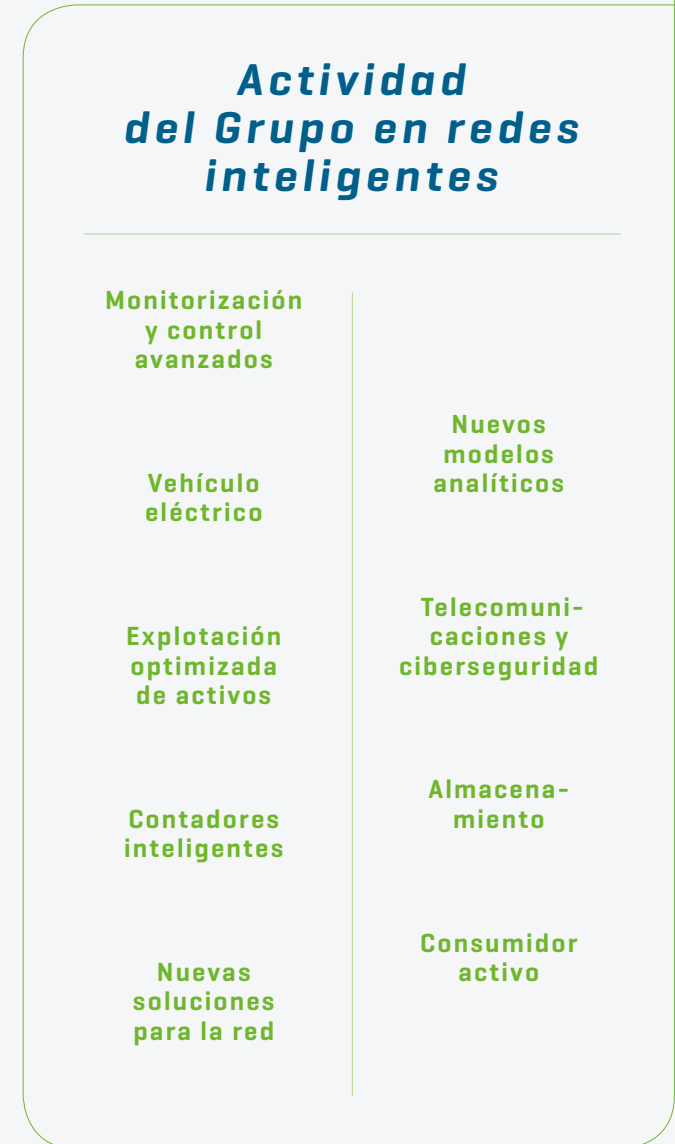 Actividad
del Grupo en redes
inteligentes
Monitorización
y control
avanzados
Vehículo
eléctrico
Explotación
optimizada
de activos
Contadores
inteligentes
Nuevas
soluciones
para la red
Nuevos
modelos
analíticos
Telecomuni-
caciones y
ciberseguridad
Almacena-
miento
Consumidor
activo